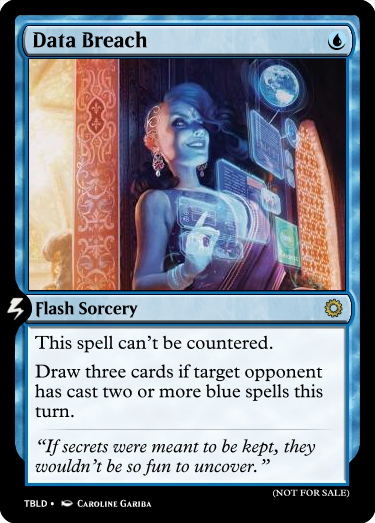 Data Breach
Flash Sorcery
This spell can't be countered.
Draw three cards if target opponent
has cast two or more blue spells this
turn.
“If secrets were meant to be kept, they
wouldn't be so fun to uncover.”
(NOT FOR SALE)
TBLD • Caroline Gariba